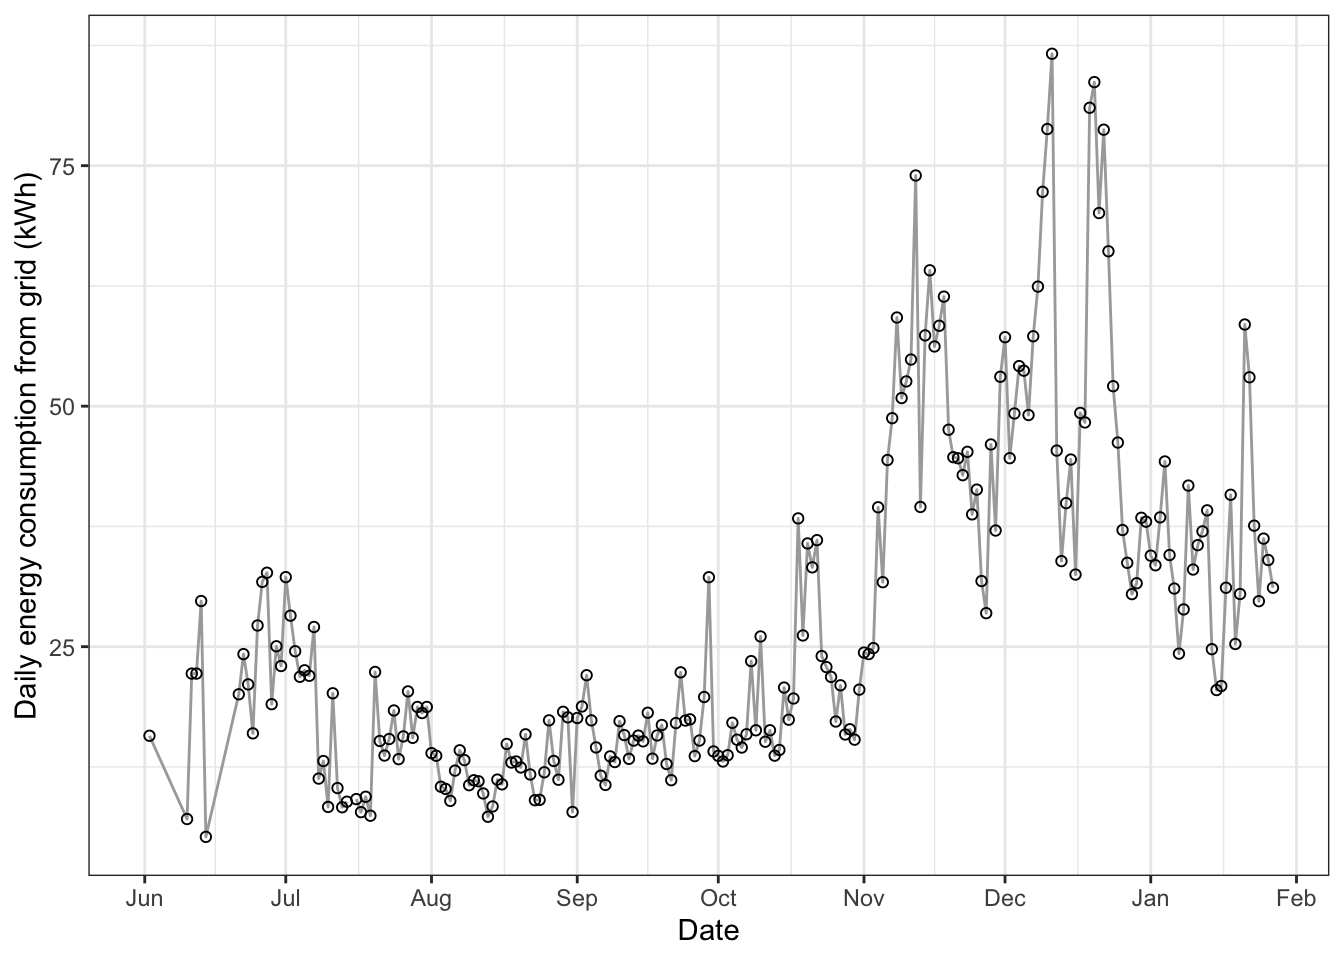 Daily energy consumption from grid (kWh)
75
50
25
Jun Jul Aug Sep Oct Nov Dec Jan Feb
Date